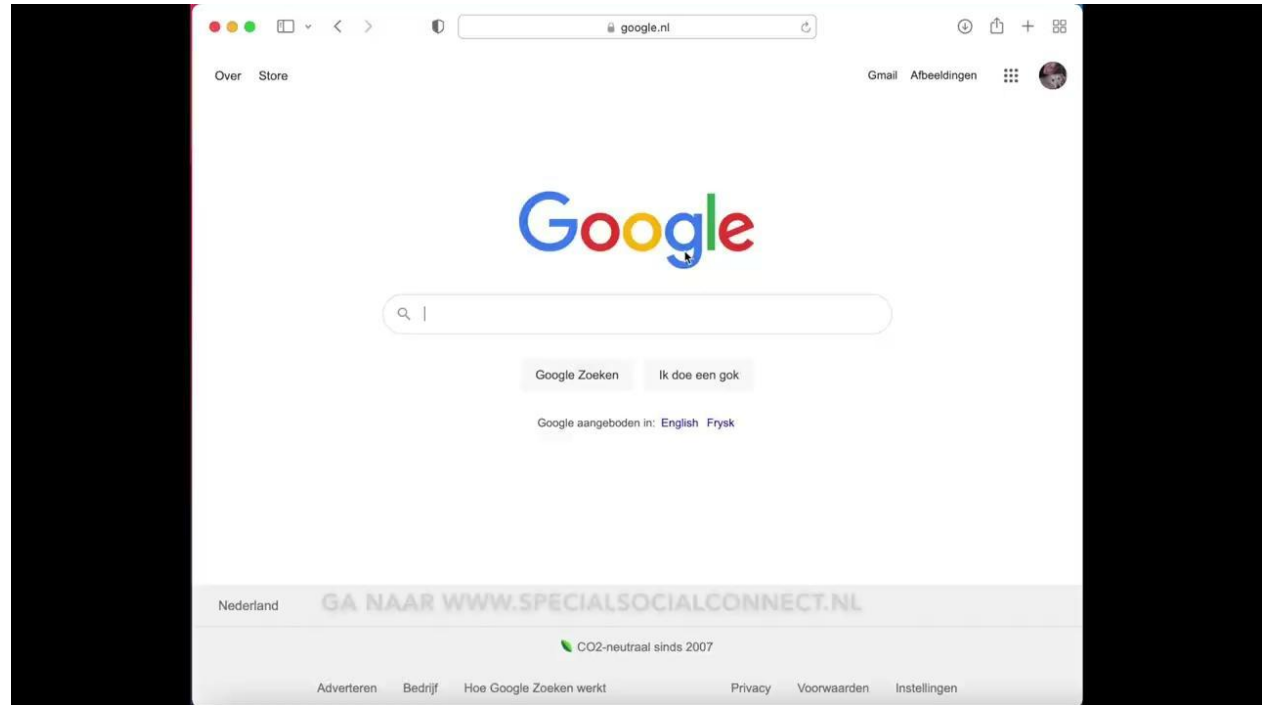 google.nl
Over Store
Gmail Afbeeldingen
Google
Google Zoeken
Ik doe een gok
Google aangeboden in: English Frysk
Nederland
GA NAAR WWW.SPECIALSOCIALCONNECT.NL
CO2-neutraal sinds 2007
Adverteren Bedrijf Hoe Google Zoeken werkt
Privacy Voorwaarden Instellingen